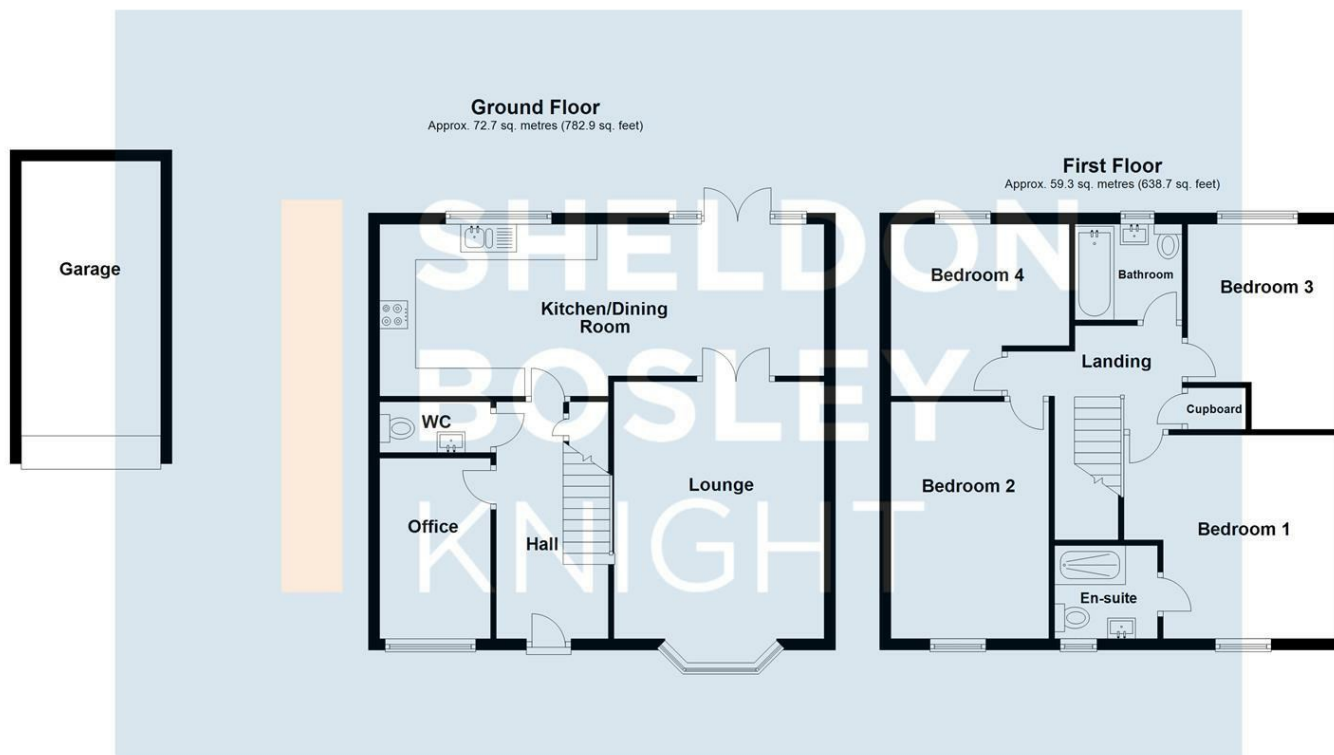 Ground Floor
Approx. 72.7 sq. metres (782.9 sq. feet)
First Floor
Approx. 59.3 sq. metres (638.7 sq. feet)
SHELDON
BOSLEY
KNIGHT
Garage
Kitchen/Dining
Room
WC
Office
Hall
Lounge
Bedroom 4
Bathroom
Bedroom 3
Landing
Cupboard
Bedroom 2
Bedroom 1
En-suite